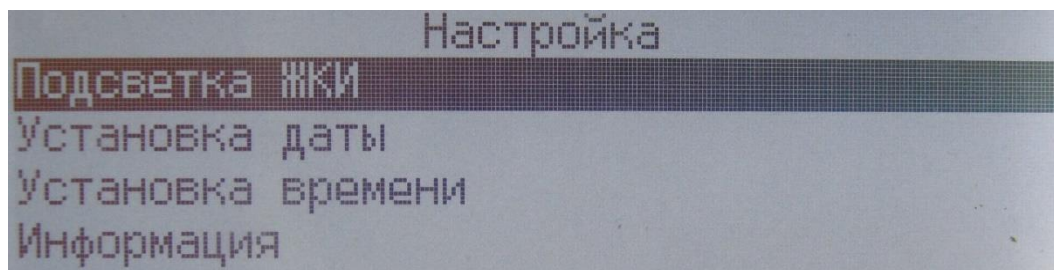 Настройка
Подсветка ЖКИ
Установка даты
Установка времени
Информация